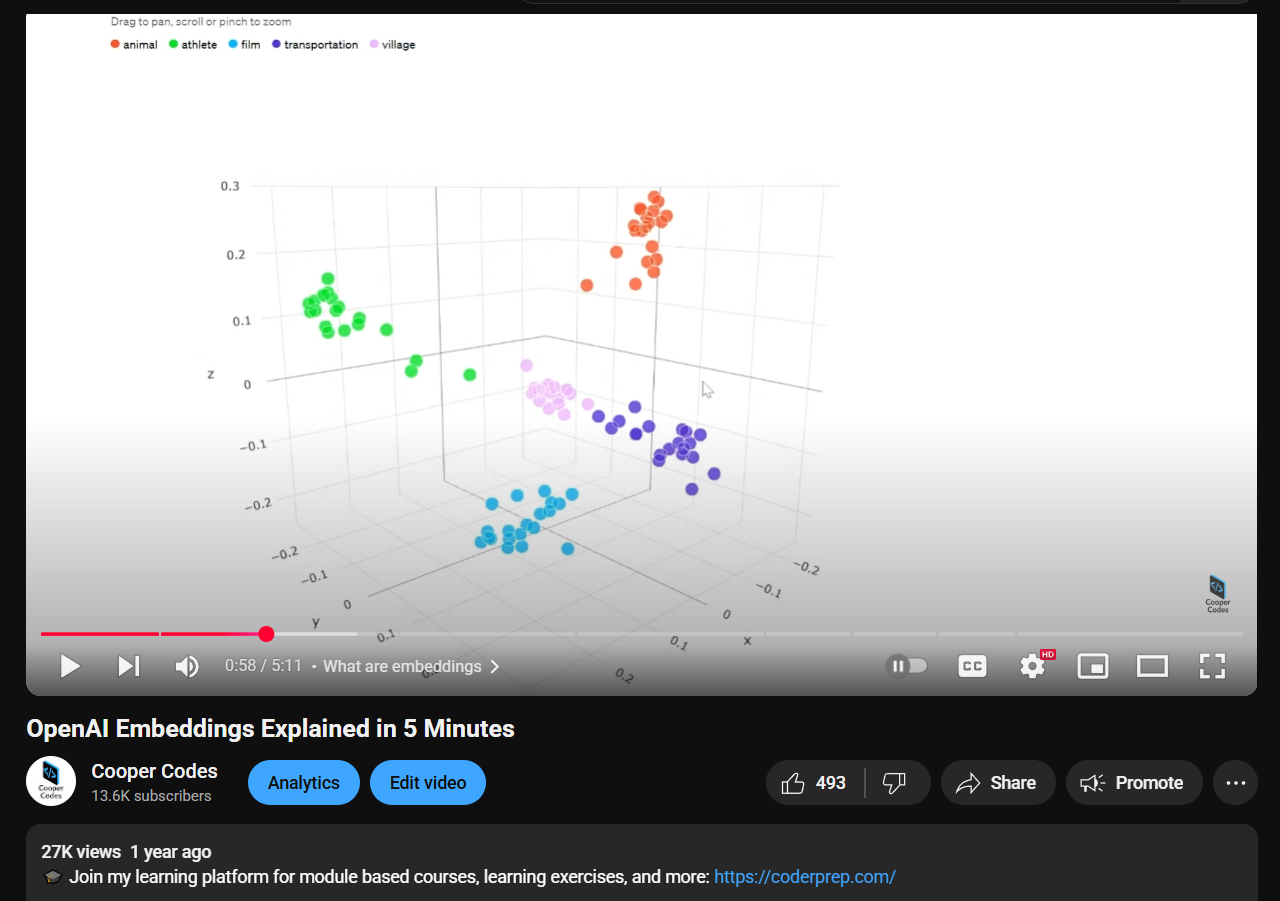 Drag to pan, scroll or pinch to zoom
animal athlete film transportation village
0.3
0.2
0.1
z
0
−0.1
−0.2
−0.2
−0.1
0
y
0.1
−0.2
−0.1
0
x
0.1
0.2
Cooper
Codes
0:58 / 5:11 • What are embeddings
CC
HD
OpenAI Embeddings Explained in 5 Minutes
Cooper
Codes
Cooper Codes
13.6K subscribers
Analytics
Edit video
493
Share
Promote
27K views 1 year ago
🎓 Join my learning platform for module based courses, learning exercises, and more: https://coderprep.com/